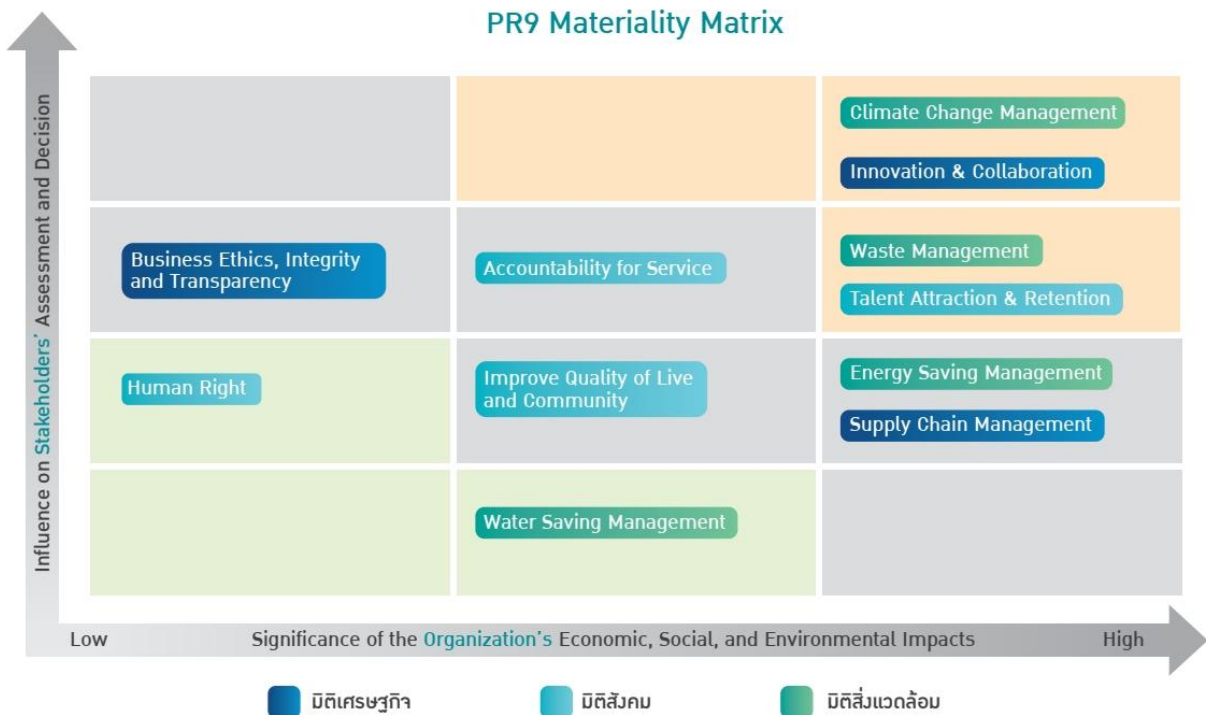 PR9 Materiality Matrix
Influence on Stakeholders' Assessment and Decision
Climate Change Management
Innovation & Collaboration
Business Ethics, Integrity
and Transparency
Accountability for Service
Waste Management
Talent Attraction & Retention
Human Right
Improve Quality of Live
and Community
Energy Saving Management
Supply Chain Management
Water Saving Management
Low
Significance of the Organization's Economic, Social, and Environmental Impacts
High
มิติเศรษฐกิจ
มิติสังคม
มิติสิ่งแวดล้อม